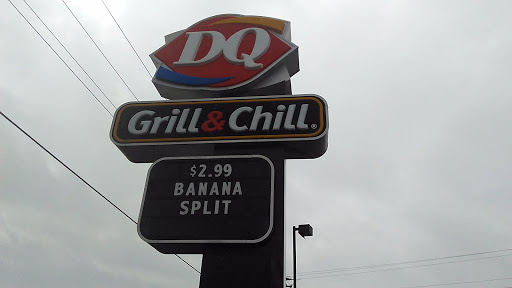 DQ
Grill & Chill®
$2.99
BANANA
SPLIT